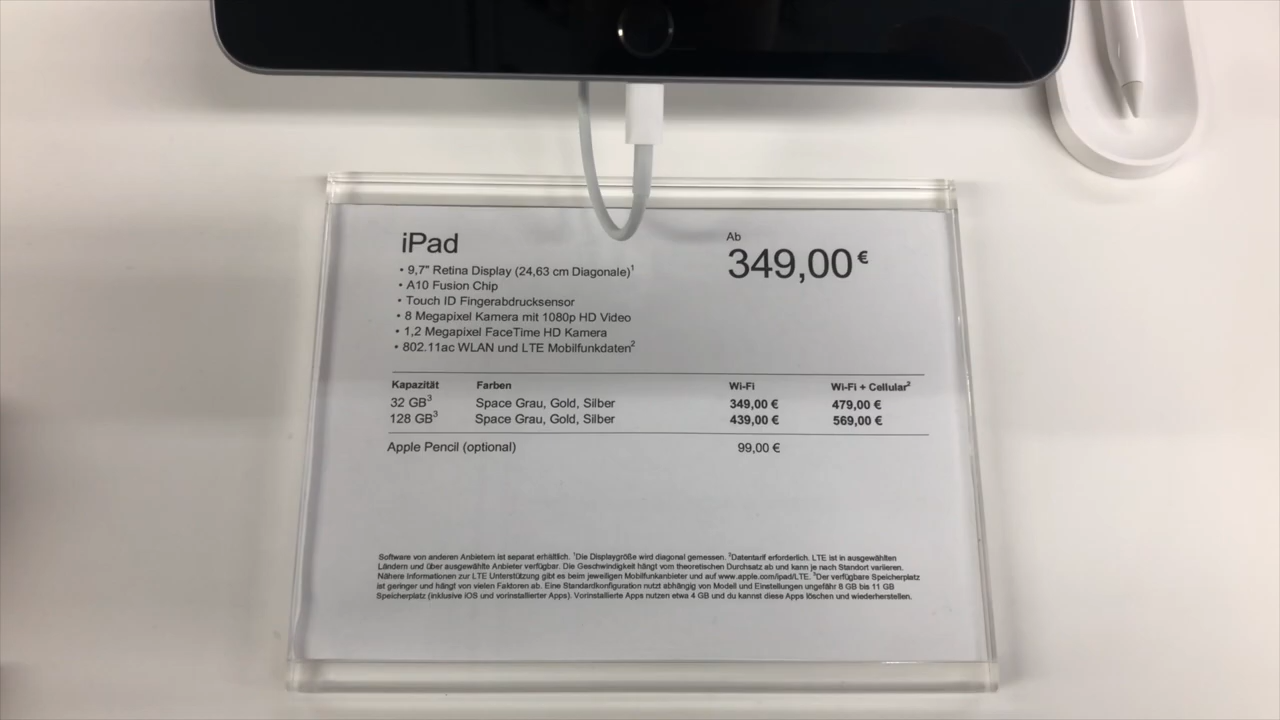 iPad
Ab
349,00 €
• 9,7" Retina Display (24,63 cm Diagonale)¹
• A10 Fusion Chip
• Touch ID Fingerabdrucksensor
• 8 Megapixel Kamera mit 1080p HD Video
• 1,2 Megapixel FaceTime HD Kamera
• 802.11ac WLAN und LTE Mobilfunkdaten²
Kapazität Farben Wi-Fi Wi-Fi + Cellular²
32 GB³ Space Grau, Gold, Silber 349,00 € 479,00 €
128 GB³ Space Grau, Gold, Silber 439,00 € 569,00 €
Apple Pencil (optional) 99,00 €
Software von anderen Anbietern ist separat erhältlich. ¹Die Displaygröße wird diagonal gemessen. ²Datentarif erforderlich. LTE ist in ausgewählten
Ländern und über ausgewählte Anbieter verfügbar. Die Geschwindigkeit hängt vom theoretischen Durchsatz ab und kann je nach Standort variieren.
Nähere Informationen zur LTE Unterstützung gibt es beim jeweiligen Mobilfunkanbieter und auf www.apple.com/ipad/LTE. ³Der verfügbare Speicherplatz
ist geringer und hängt von vielen Faktoren ab. Eine Standardkonfiguration nutzt abhängig von Modell und Einstellungen ungefähr 8 GB bis 11 GB
Speicherplatz (inklusive iOS und vorinstallierter Apps). Vorinstallierte Apps nutzen etwa 4 GB und du kannst diese Apps löschen und wiederherstellen.